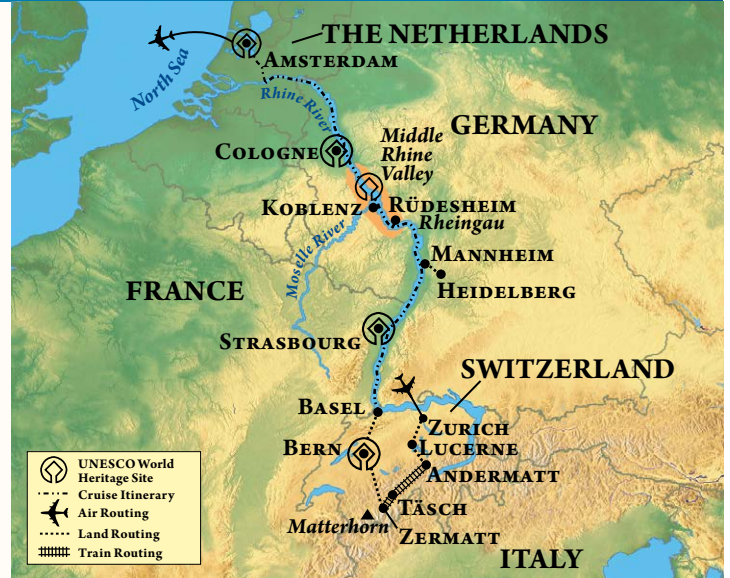 THE NETHERLANDS
AMSTERDAM
North Sea
Rhine River
GERMANY
Middle
Rhine
Valley
COLOGNE
KOBLENZ
RÜDESHEIM
Rheingau
Moselle River
MANNHEIM
HEIDELBERG
FRANCE
STRASBOURG
SWITZERLAND
BASEL
ZURICH
BERN
LUCERNE
ANDERMATT
TÄSCH
Matterhorn
ZERMATT
ITALY
UNESCO World
Heritage Site
Cruise Itinerary
Air Routing
Land Routing
Train Routing